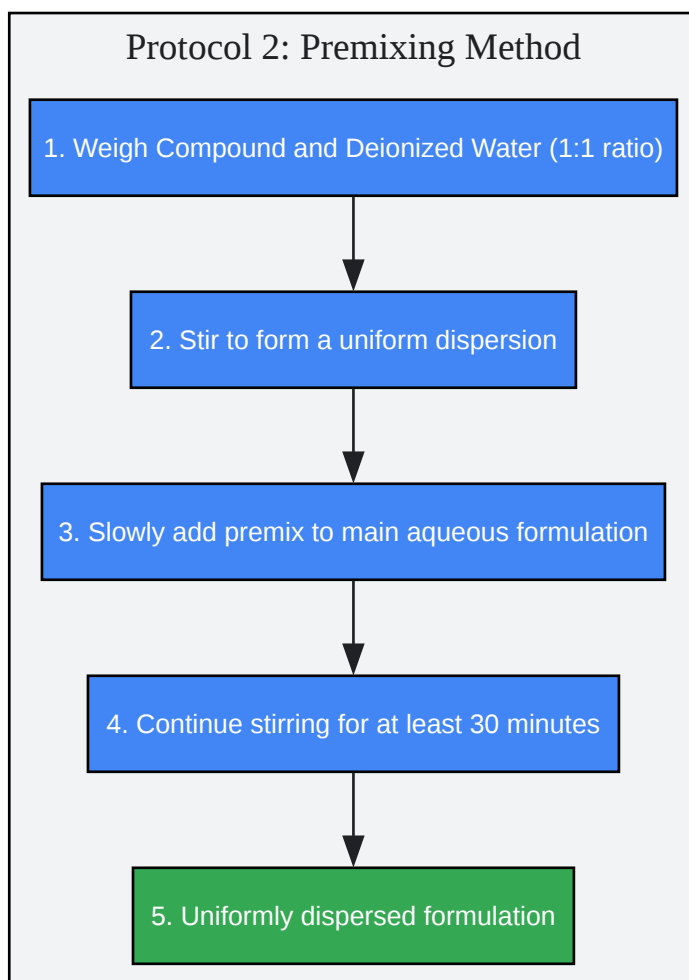 Protocol 2: Premixing Method
1. Weigh Compound and Deionized Water (1:1 ratio)
2. Stir to form a uniform dispersion
3. Slowly add premix to main aqueous formulation
4. Continue stirring for at least 30 minutes
5. Uniformly dispersed formulation